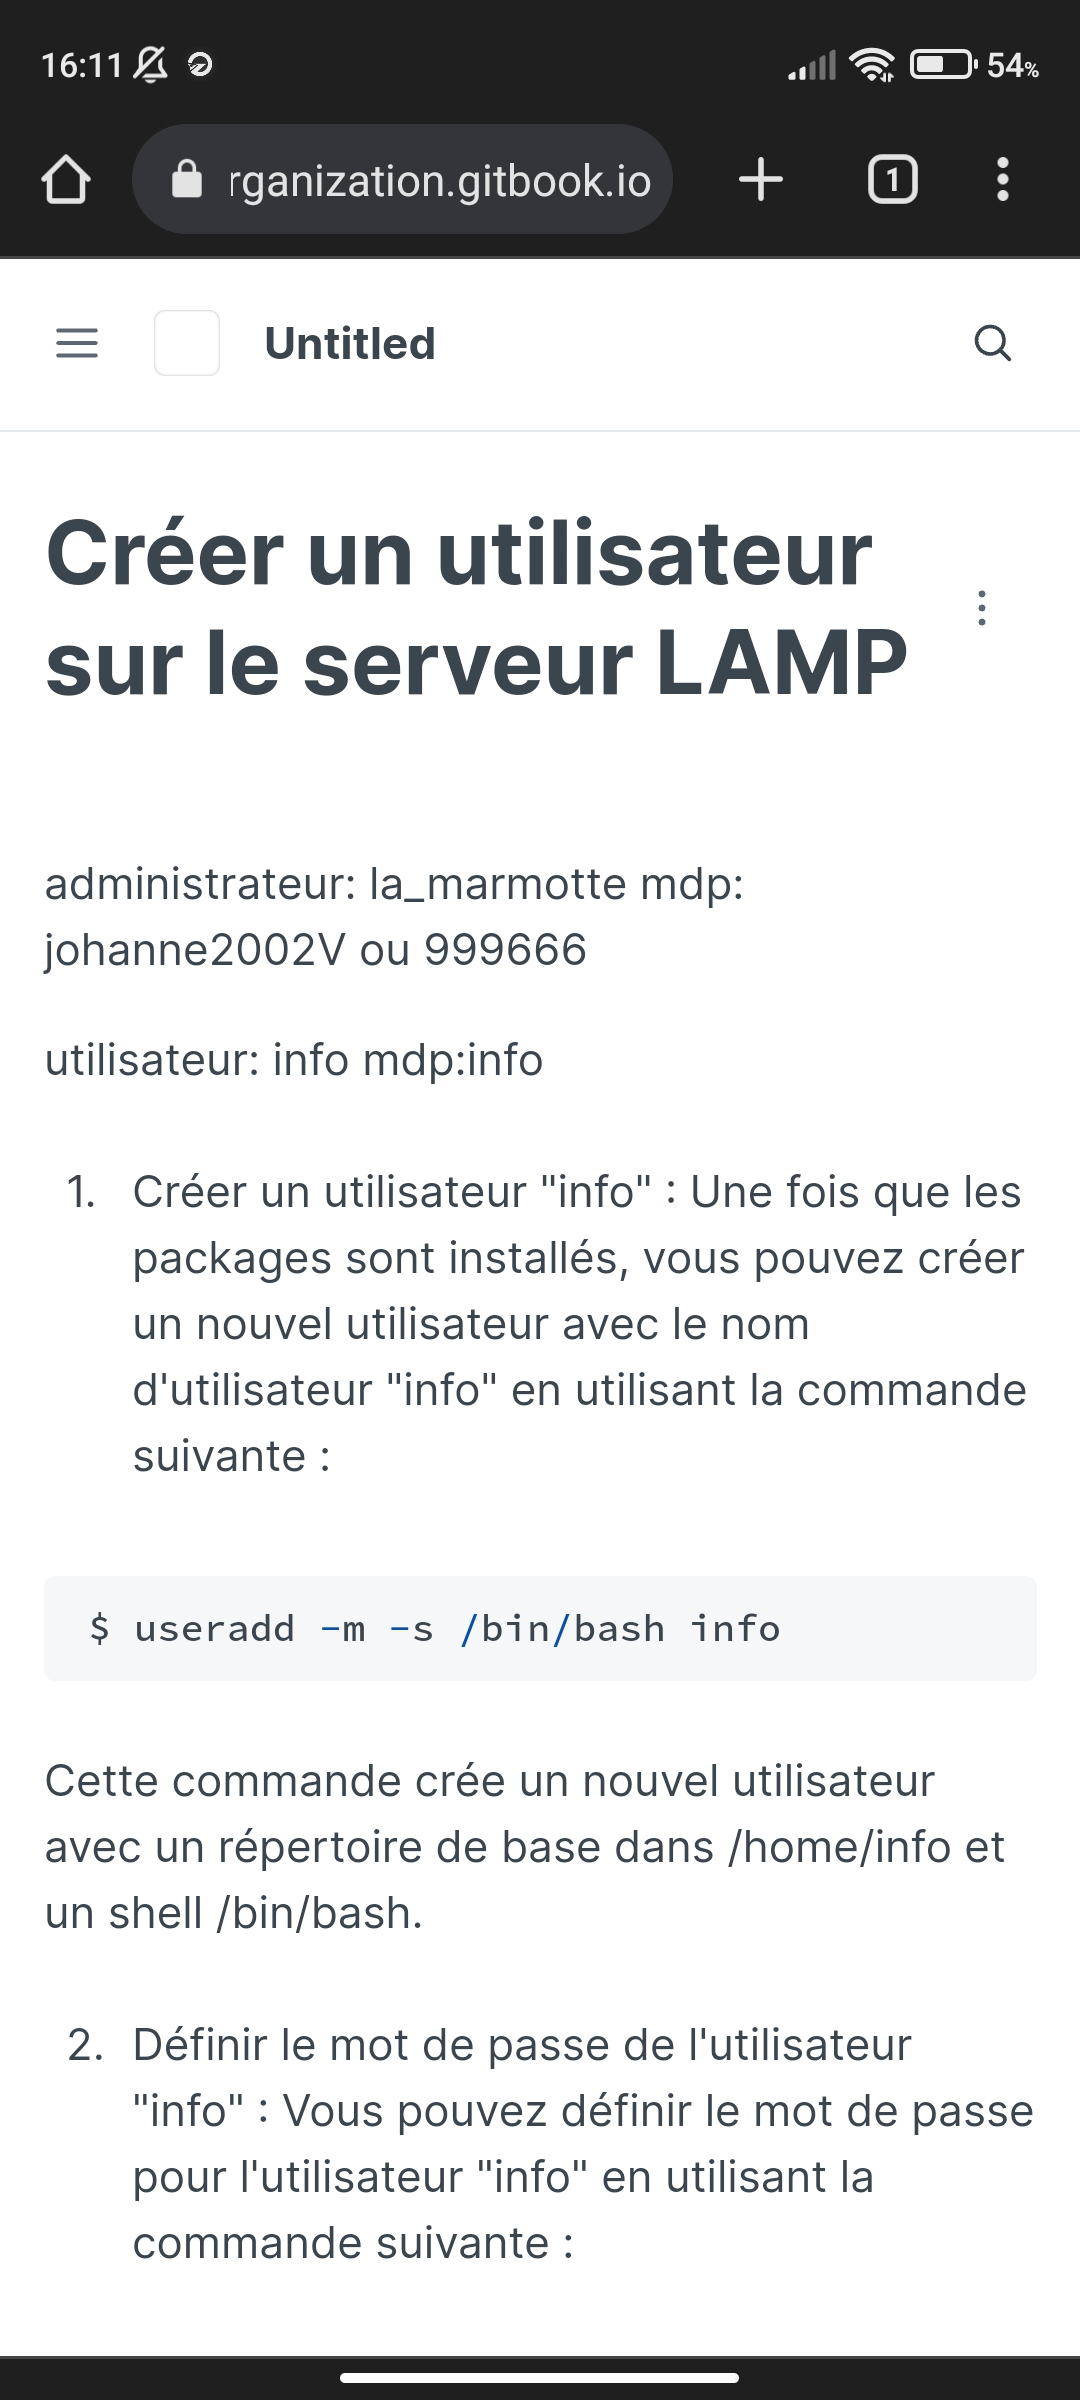 16:11
54%
rganization.gitbook.io
1
Untitled
Créer un utilisateur
sur le serveur LAMP
administrateur: la_marmotte mdp:
johanne2002V ou 999666
utilisateur: info mdp:info
1. Créer un utilisateur "info" : Une fois que les
packages sont installés, vous pouvez créer
un nouvel utilisateur avec le nom
d'utilisateur "info" en utilisant la commande
suivante :
$ useradd -m -s /bin/bash info
Cette commande crée un nouvel utilisateur
avec un répertoire de base dans /home/info et
un shell /bin/bash.
2. Définir le mot de passe de l'utilisateur
"info" : Vous pouvez définir le mot de passe
pour l'utilisateur "info" en utilisant la
commande suivante :